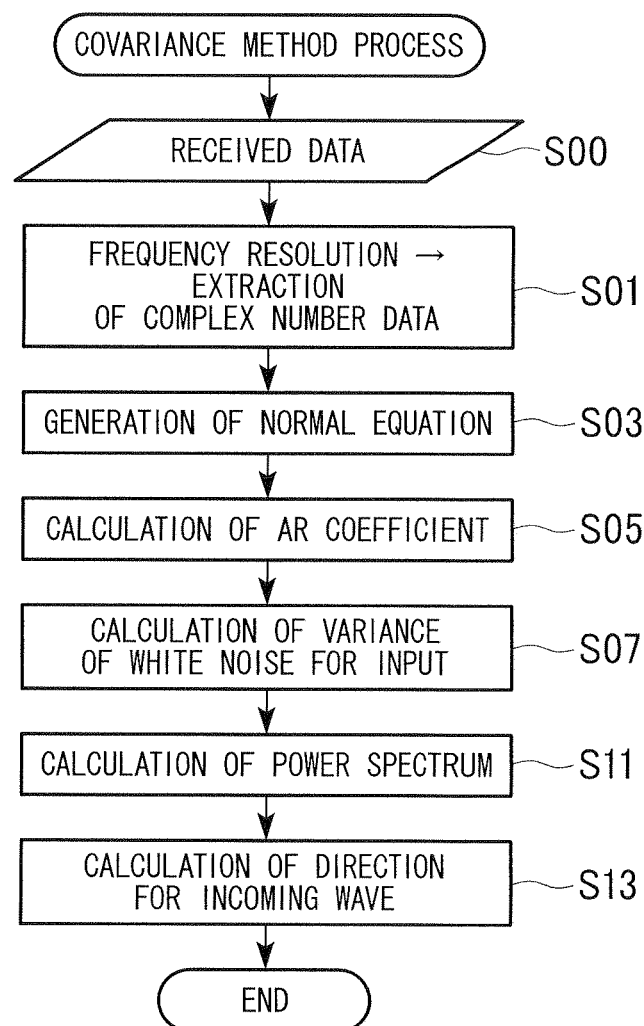 COVARIANCE METHOD PROCESS
RECEIVED DATA
S00
FREQUENCY RESOLUTION →
EXTRACTION
OF COMPLEX NUMBER DATA
S01
GENERATION OF NORMAL EQUATION
S03
CALCULATION OF AR COEFFICIENT
S05
CALCULATION OF VARIANCE
OF WHITE NOISE FOR INPUT
S07
CALCULATION OF POWER SPECTRUM
S11
CALCULATION OF DIRECTION
FOR INCOMING WAVE
S13
END